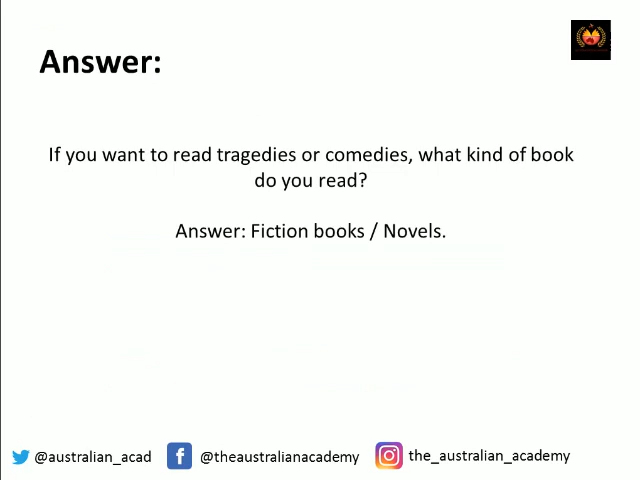 Answer:
If you want to read tragedies or comedies, what kind of book
do you read?
Answer: Fiction books / Novels.
@australian_acad @theaustralianacademy the_australian_academy